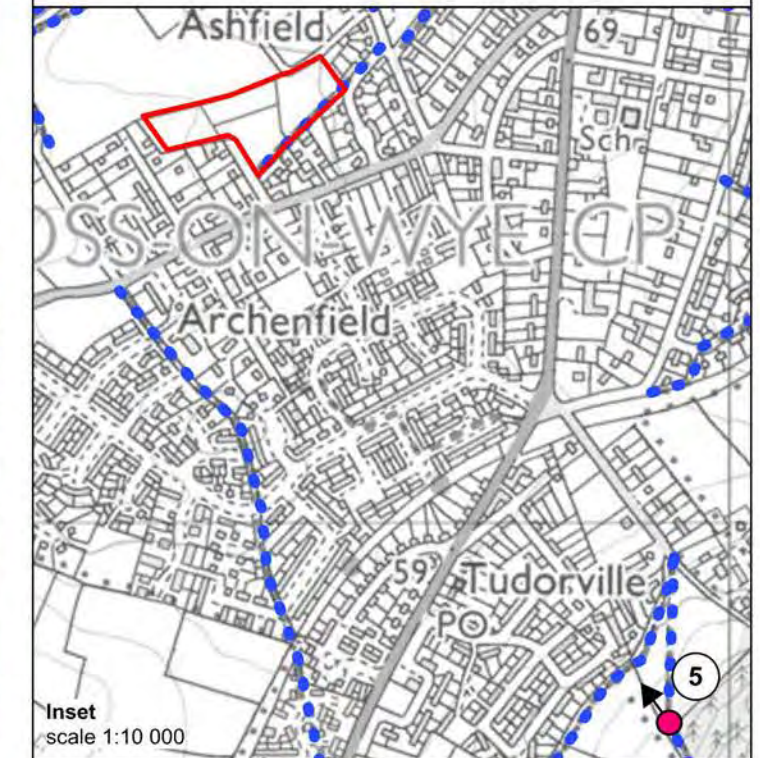 Ashfield
69
Sch
OSS-ON-WYE CP
Archenfield
59
Tudorville
PO
5
Inset
scale 1:10 000